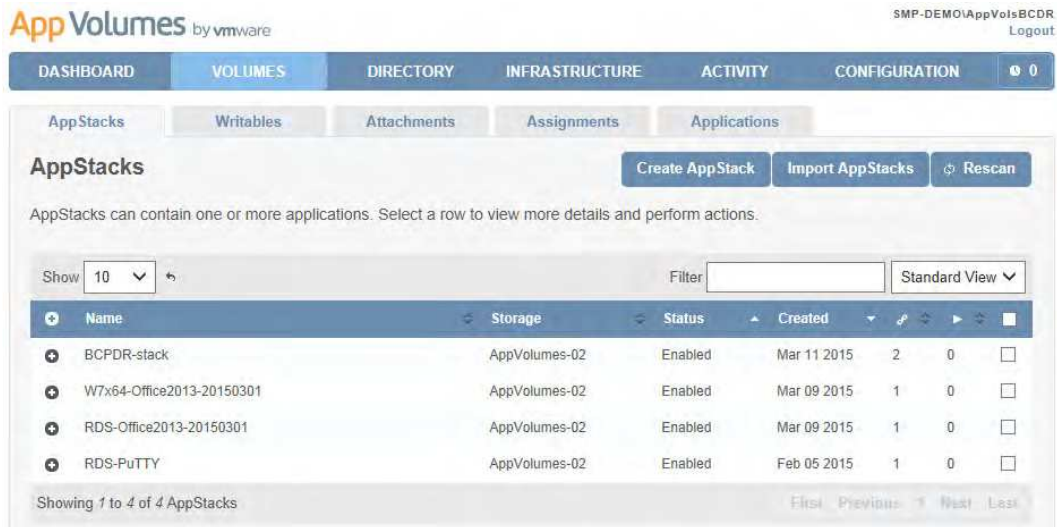 App Volumes by vmware
SMP-DEMO\AppVolsBCDR
Logout
DASHBOARD VOLUMES DIRECTORY INFRASTRUCTURE ACTIVITY CONFIGURATION 0
AppStacks Writables Attachments Assignments Applications
AppStacks Create AppStack Import AppStacks Rescan
AppStacks can contain one or more applications. Select a row to view more details and perform actions.
Show 10 Filter Standard View
Name Storage Status Created
BCPDR-stack AppVolumes-02 Enabled Mar 11 2015 2 0
W7x64-Office2013-20150301 AppVolumes-02 Enabled Mar 09 2015 1 0
RDS-Office2013-20150301 AppVolumes-02 Enabled Mar 09 2015 1 0
RDS-PuTTY AppVolumes-02 Enabled Feb 05 2015 1 0
Showing 1 to 4 of 4 AppStacks First Previous 1 Next Last